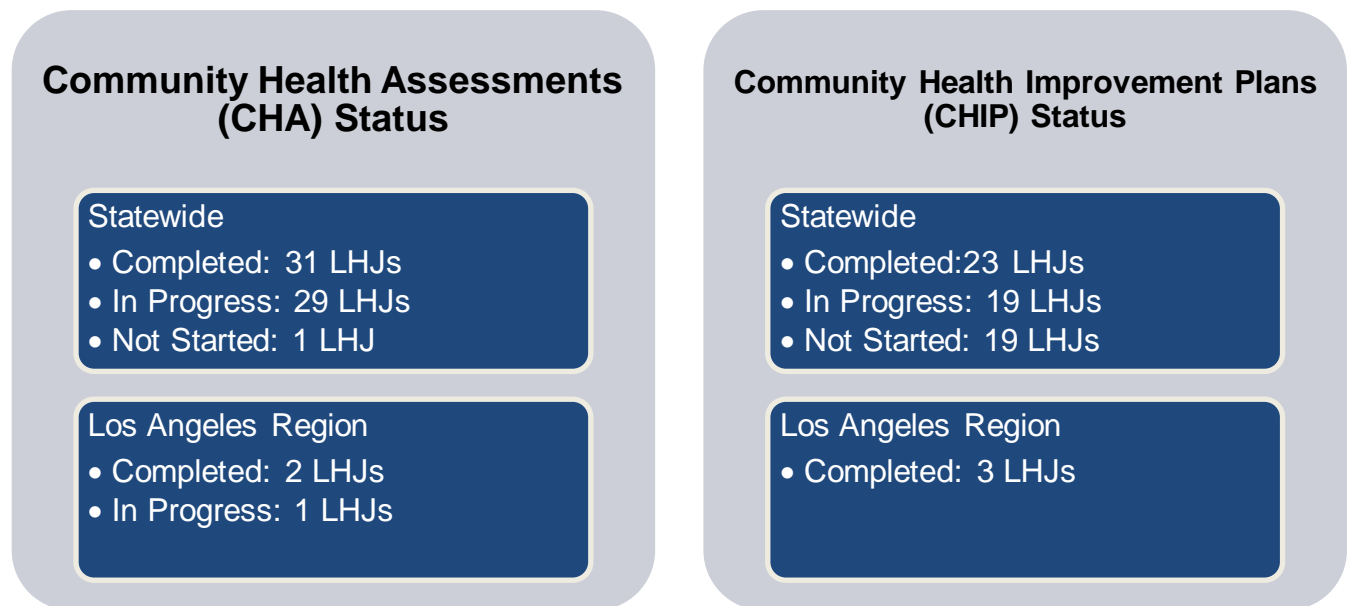 Community Health Assessments
(CHA) Status
Statewide
• Completed: 31 LHJs
• In Progress: 29 LHJs
• Not Started: 1 LHJ
Los Angeles Region
• Completed: 2 LHJs
• In Progress: 1 LHJs
Community Health Improvement Plans
(CHIP) Status
Statewide
• Completed:23 LHJs
• In Progress: 19 LHJs
• Not Started: 19 LHJs
Los Angeles Region
• Completed: 3 LHJs